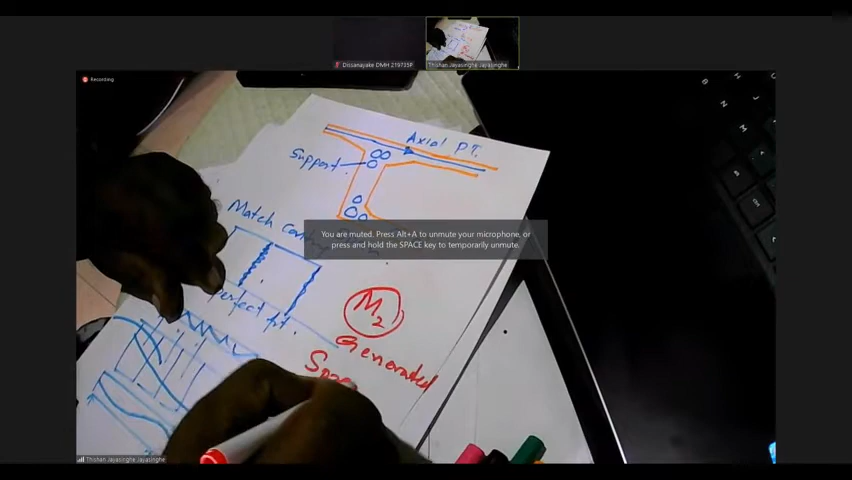 Dissanayake DMH 219735P
Thishan Jayasinghe Jayasinghe
Recording
Axial P.T.
Support
Match
You are muted. Press Alt+A to unmute your microphone, or
press and hold the SPACE key to temporarily unmute.
Perfect fit.
M2
Generated
Thishan Jayasinghe Jayasinghe